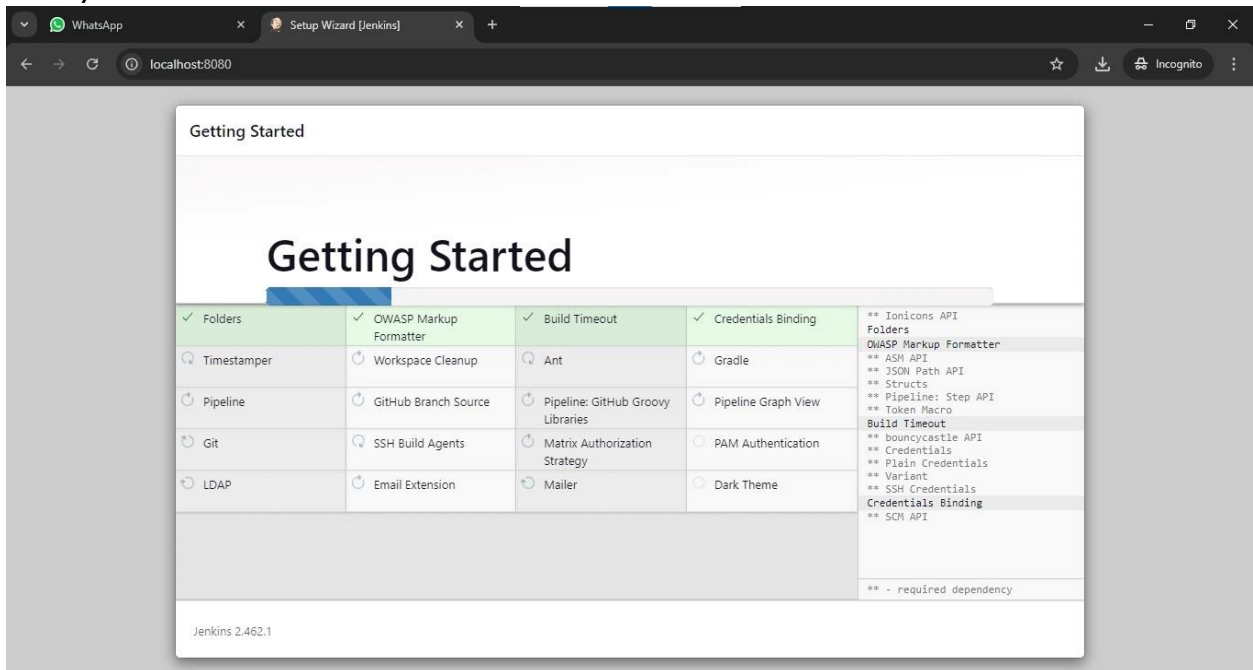 WhatsApp
Setup Wizard [Jenkins]
localhost:8080
Incognito
Getting Started
Getting Started
Folders
OWASP Markup
Formatter
Build Timeout
Credentials Binding
Timestamper
Workspace Cleanup
Ant
Gradle
Pipeline
GitHub Branch Source
Pipeline: GitHub Groovy
Libraries
Pipeline Graph View
Git
SSH Build Agents
Matrix Authorization
Strategy
PAM Authentication
LDAP
Email Extension
Mailer
Dark Theme
** Ionicons API
Folders
OWASP Markup Formatter
** ASM API
** JSON Path API
** Structs
** Pipeline: Step API
** Token Macro
Build Timeout
** bouncycastle API
** Credentials
** Plain Credentials
** Variant
** SSH Credentials
Credentials Binding
** SCM API
** - required dependency
Jenkins 2.462.1